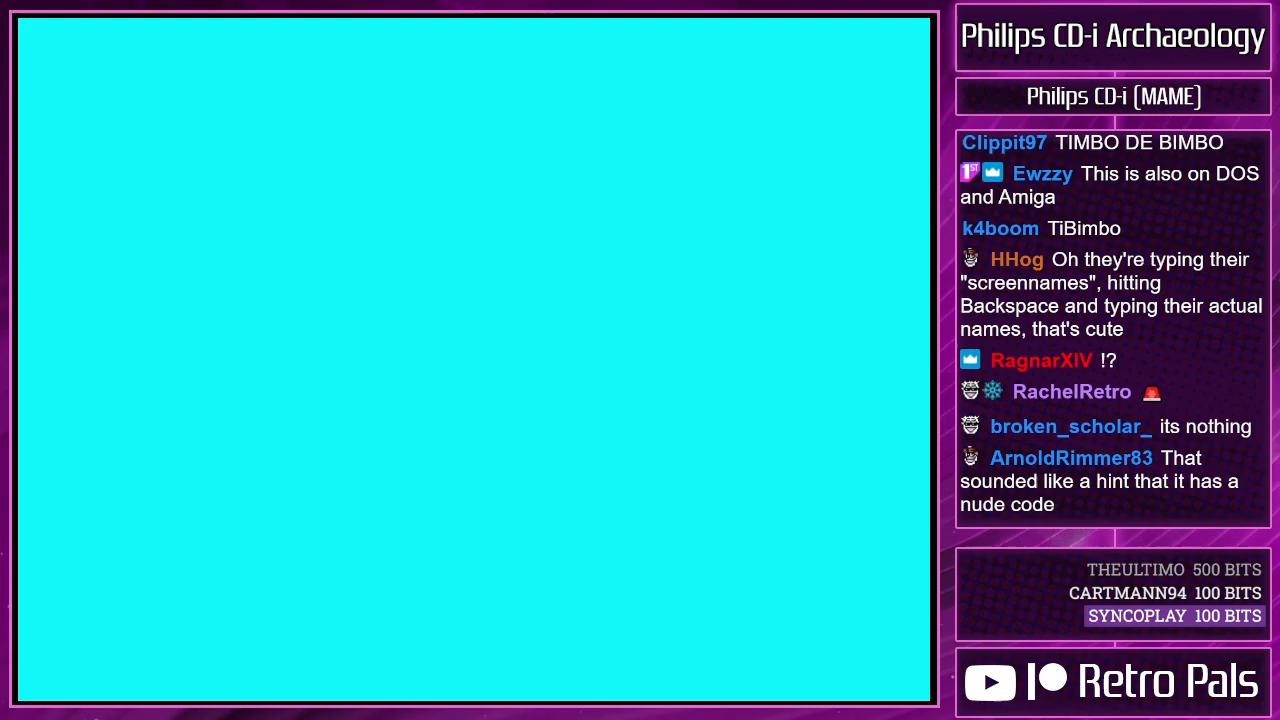 Philips CD-i Archaeology
Philips CD-i [MAME]
Clippit97 TIMBO DE BIMBO
1ST Ewzzy This is also on DOS
and Amiga
k4boom TiBimbo
HHog Oh they're typing their
"screennames", hitting
Backspace and typing their actual
names, that's cute
RagnarXIV !?
RachelRetro
broken_scholar_ its nothing
ArnoldRimmer83 That
sounded like a hint that it has a
nude code
THEULTIMO 500 BITS
CARTMANN94 100 BITS
SYNCOPLAY 100 BITS
Retro Pals